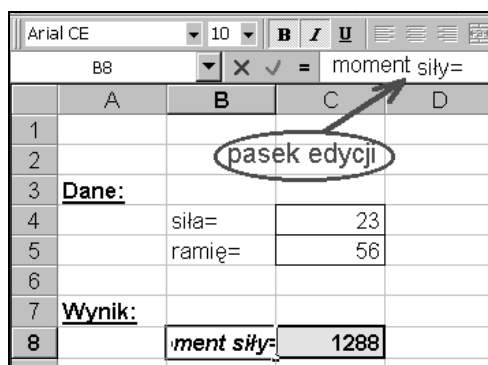 Arial CE 10 B I U
B8 = moment siły=
A B C D
1
2 pasek edycji
3 Dane:
4 siła= 23
5 ramię= 56
6
7 Wynik:
8 ment siły= 1288